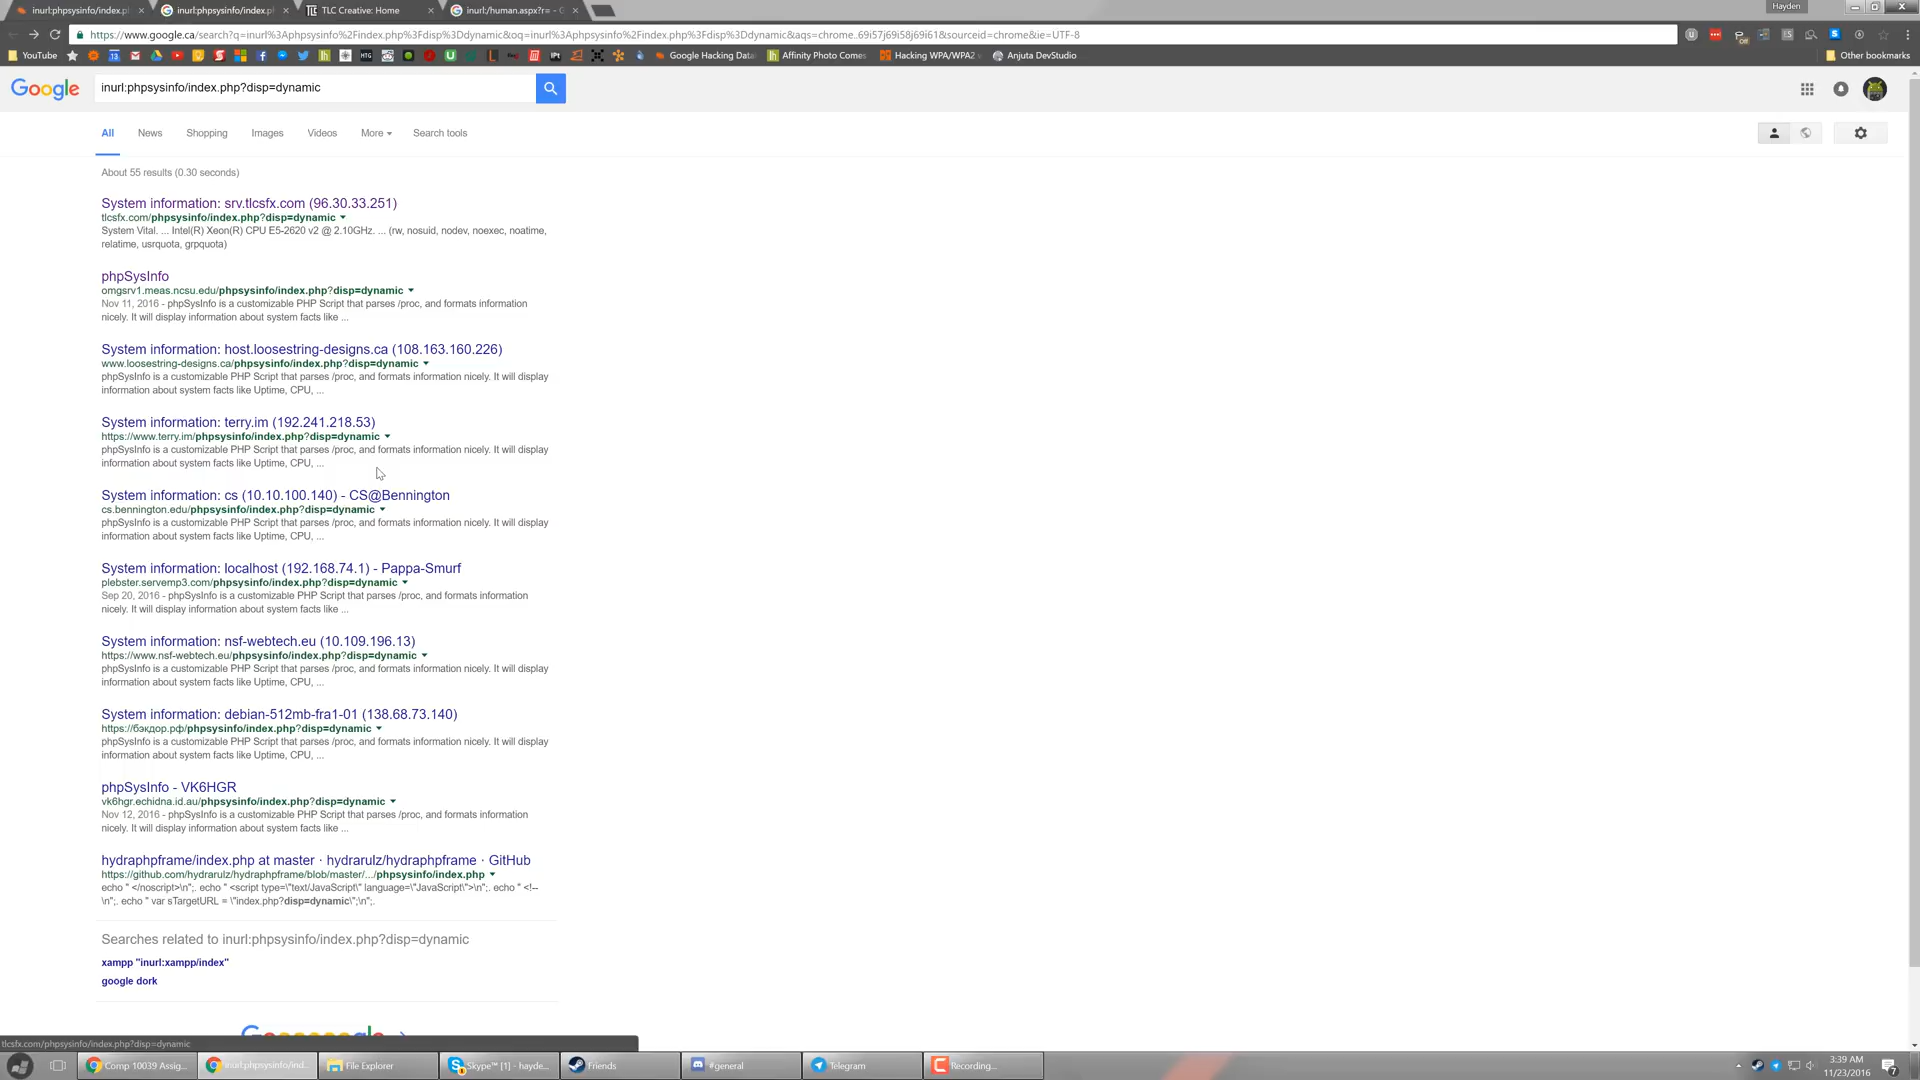 inurl:phpsysinfo/index.p
inurl:phpsysinfo/index.p
TLC Creative: Home
inurl:/human.aspx?r= - G
Hayden
https://www.google.ca/search?q=inurl%3Aphpsysinfo%2Findex.php%3Fdisp%3Ddynamic&oq=inurl%3Aphpsysinfo%2Findex.php%3Fdisp%3Ddynamic&aqs=chrome..69i57j69i58j69i61&sourceid=chrome&ie=UTF-8
YouTube
Google Hacking Data
Affinity Photo Comes
Hacking WPA/WPA2
Anjuta DevStudio
Other bookmarks
Google
inurl:phpsysinfo/index.php?disp=dynamic
All
News
Shopping
Images
Videos
More
Search tools
About 55 results (0.30 seconds)
System information: srv.tlcsfx.com (96.30.33.251)
tlcsfx.com/phpsysinfo/index.php?disp=dynamic
System Vital. ... Intel(R) Xeon(R) CPU E5-2620 v2 @ 2.10GHz. ... (rw, nosuid, nodev, noexec, noatime,
relatime, usrquota, grpquota)
phpSysInfo
omgsrv1.meas.ncsu.edu/phpsysinfo/index.php?disp=dynamic
Nov 11, 2016 - phpSysInfo is a customizable PHP Script that parses /proc, and formats information
nicely. It will display information about system facts like ...
System information: host.loosestring-designs.ca (108.163.160.226)
www.loosestring-designs.ca/phpsysinfo/index.php?disp=dynamic
phpSysInfo is a customizable PHP Script that parses /proc, and formats information nicely. It will display
information about system facts like Uptime, CPU, ...
System information: terry.im (192.241.218.53)
https://www.terry.im/phpsysinfo/index.php?disp=dynamic
phpSysInfo is a customizable PHP Script that parses /proc, and formats information nicely. It will display
information about system facts like Uptime, CPU, ...
System information: cs (10.10.100.140) - CS@Bennington
cs.bennington.edu/phpsysinfo/index.php?disp=dynamic
phpSysInfo is a customizable PHP Script that parses /proc, and formats information nicely. It will display
information about system facts like Uptime, CPU, ...
System information: localhost (192.168.74.1) - Pappa-Smurf
plebster.servemp3.com/phpsysinfo/index.php?disp=dynamic
Sep 20, 2016 - phpSysInfo is a customizable PHP Script that parses /proc, and formats information
nicely. It will display information about system facts like ...
System information: nsf-webtech.eu (10.109.196.13)
https://www.nsf-webtech.eu/phpsysinfo/index.php?disp=dynamic
phpSysInfo is a customizable PHP Script that parses /proc, and formats information nicely. It will display
information about system facts like Uptime, CPU, ...
System information: debian-512mb-fra1-01 (138.68.73.140)
https://бэкдор.рф/phpsysinfo/index.php?disp=dynamic
phpSysInfo is a customizable PHP Script that parses /proc, and formats information nicely. It will display
information about system facts like Uptime, CPU, ...
phpSysInfo - VK6HGR
vk6hgr.echidna.id.au/phpsysinfo/index.php?disp=dynamic
Nov 12, 2016 - phpSysInfo is a customizable PHP Script that parses /proc, and formats information
nicely. It will display information about system facts like ...
hydraphpframe/index.php at master · hydrarulz/hydraphpframe · GitHub
https://github.com/hydrarulz/hydraphpframe/blob/master/.../phpsysinfo/index.php
echo " </noscript>\n";. echo " <script type=\"text/JavaScript\" language=\"JavaScript\">\n";. echo " <!--
\n";. echo " var sTargetURL = \"index.php?disp=dynamic\";\n";.
Searches related to inurl:phpsysinfo/index.php?disp=dynamic
xampp "inurl:xampp/index"
google dork
tlcsfx.com/phpsysinfo/index.php?disp=dynamic
Comp 10039 Assig...
inurl:phpsysinfo/ind...
File Explorer
Skype™ [1] - hayde...
Friends
#general
Telegram
Recording...
3:39 AM
11/23/2016